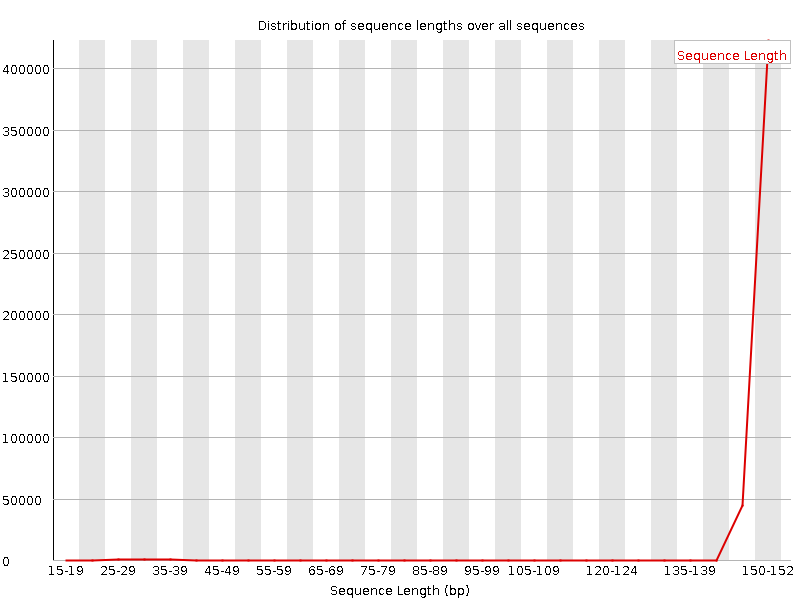 Distribution of sequence lengths over all sequences
Sequence Length
400000
350000
300000
250000
200000
150000
100000
50000
0
15-19 25-29 35-39 45-49 55-59 65-69 75-79 85-89 95-99 105-109 120-124 135-139 150-152
Sequence Length (bp)